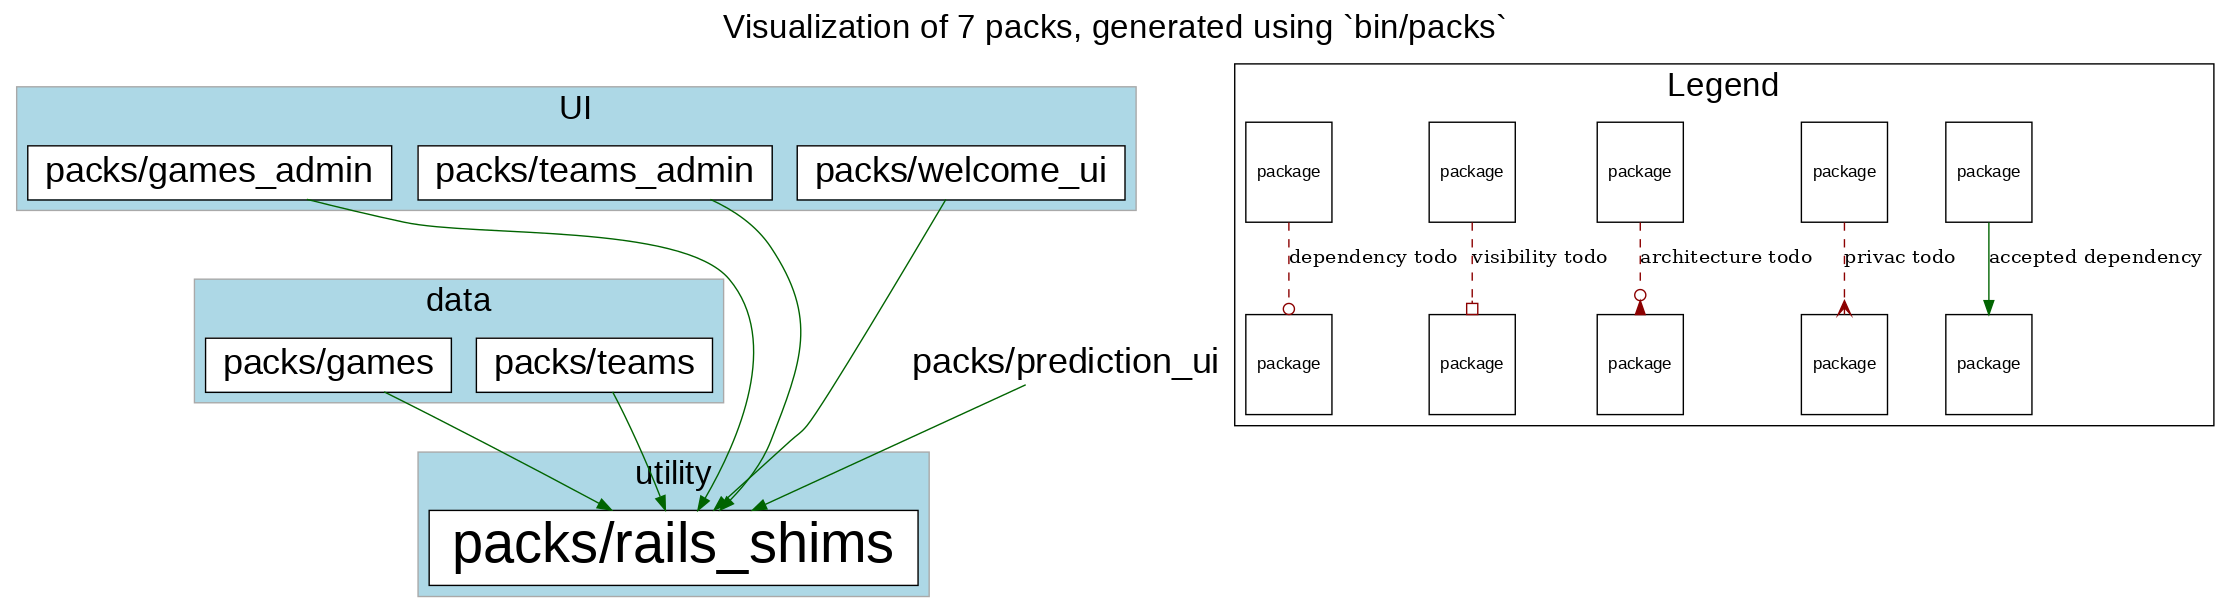 Visualization of 7 packs, generated using `bin/packs`
UI
packs/games_admin
packs/teams_admin
packs/welcome_ui
data
packs/games
packs/teams
packs/prediction_ui
utility
packs/rails_shims
Legend
package
package
package
package
package
dependency todo
visibility todo
architecture todo
privac todo
accepted dependency
package
package
package
package
package